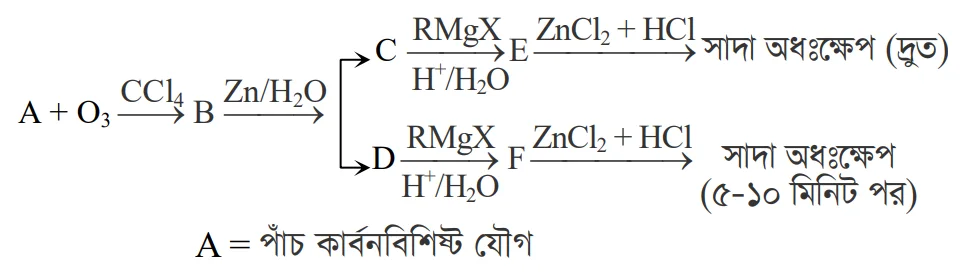 A + O₃ CCl₄ B Zn/H₂O
C RMgX H⁺/H₂O E ZnCl₂ + HCl সাদা অধঃক্ষেপ (দ্রুত)
D RMgX H⁺/H₂O F ZnCl₂ + HCl সাদা অধঃক্ষেপ
(৫-১০ মিনিট পর)
A = পাঁচ কার্বনবিশিষ্ট যৌগ